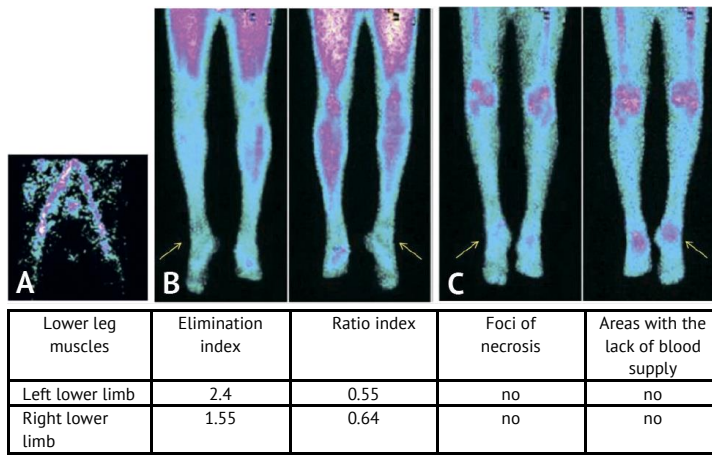 A
B
C
Lower leg muscles
Elimination index
Ratio index
Foci of necrosis
Areas with the lack of blood supply
Left lower limb
2.4
0.55
no
no
Right lower limb
1.55
0.64
no
no